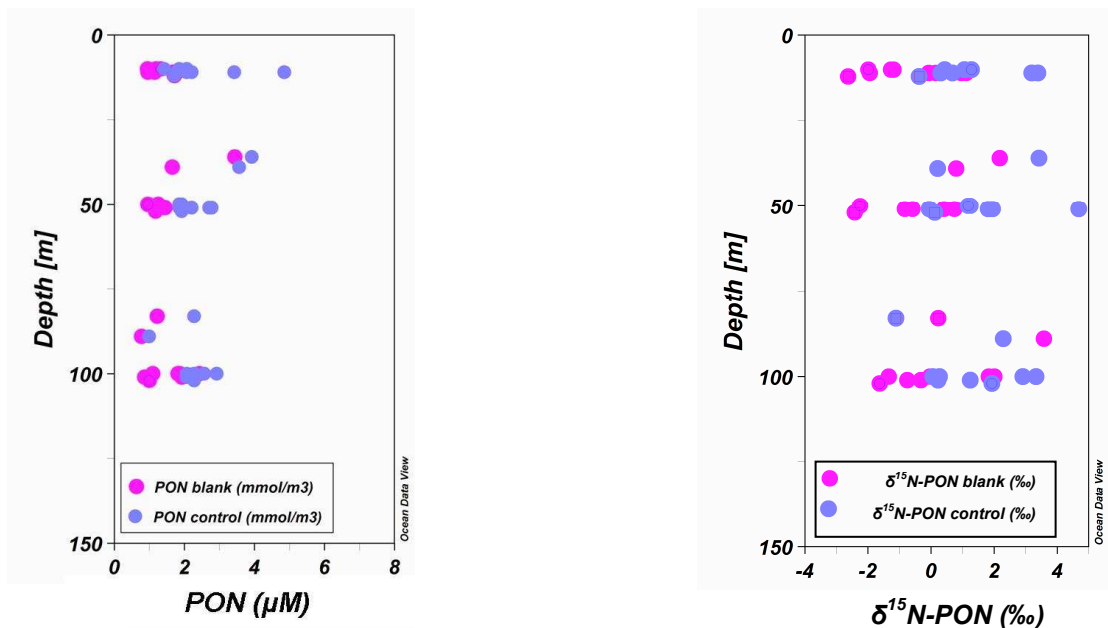 0
50
100
150
Depth [m]
PON blank (mmol/m3)
PON control (mmol/m3)
Ocean Data View
0 2 4 6 8
PON (μM)
0
50
100
150
Depth [m]
δ¹⁵N-PON blank (‰)
δ¹⁵N-PON control (‰)
Ocean Data View
-4 -2 0 2 4
δ¹⁵N-PON (‰)